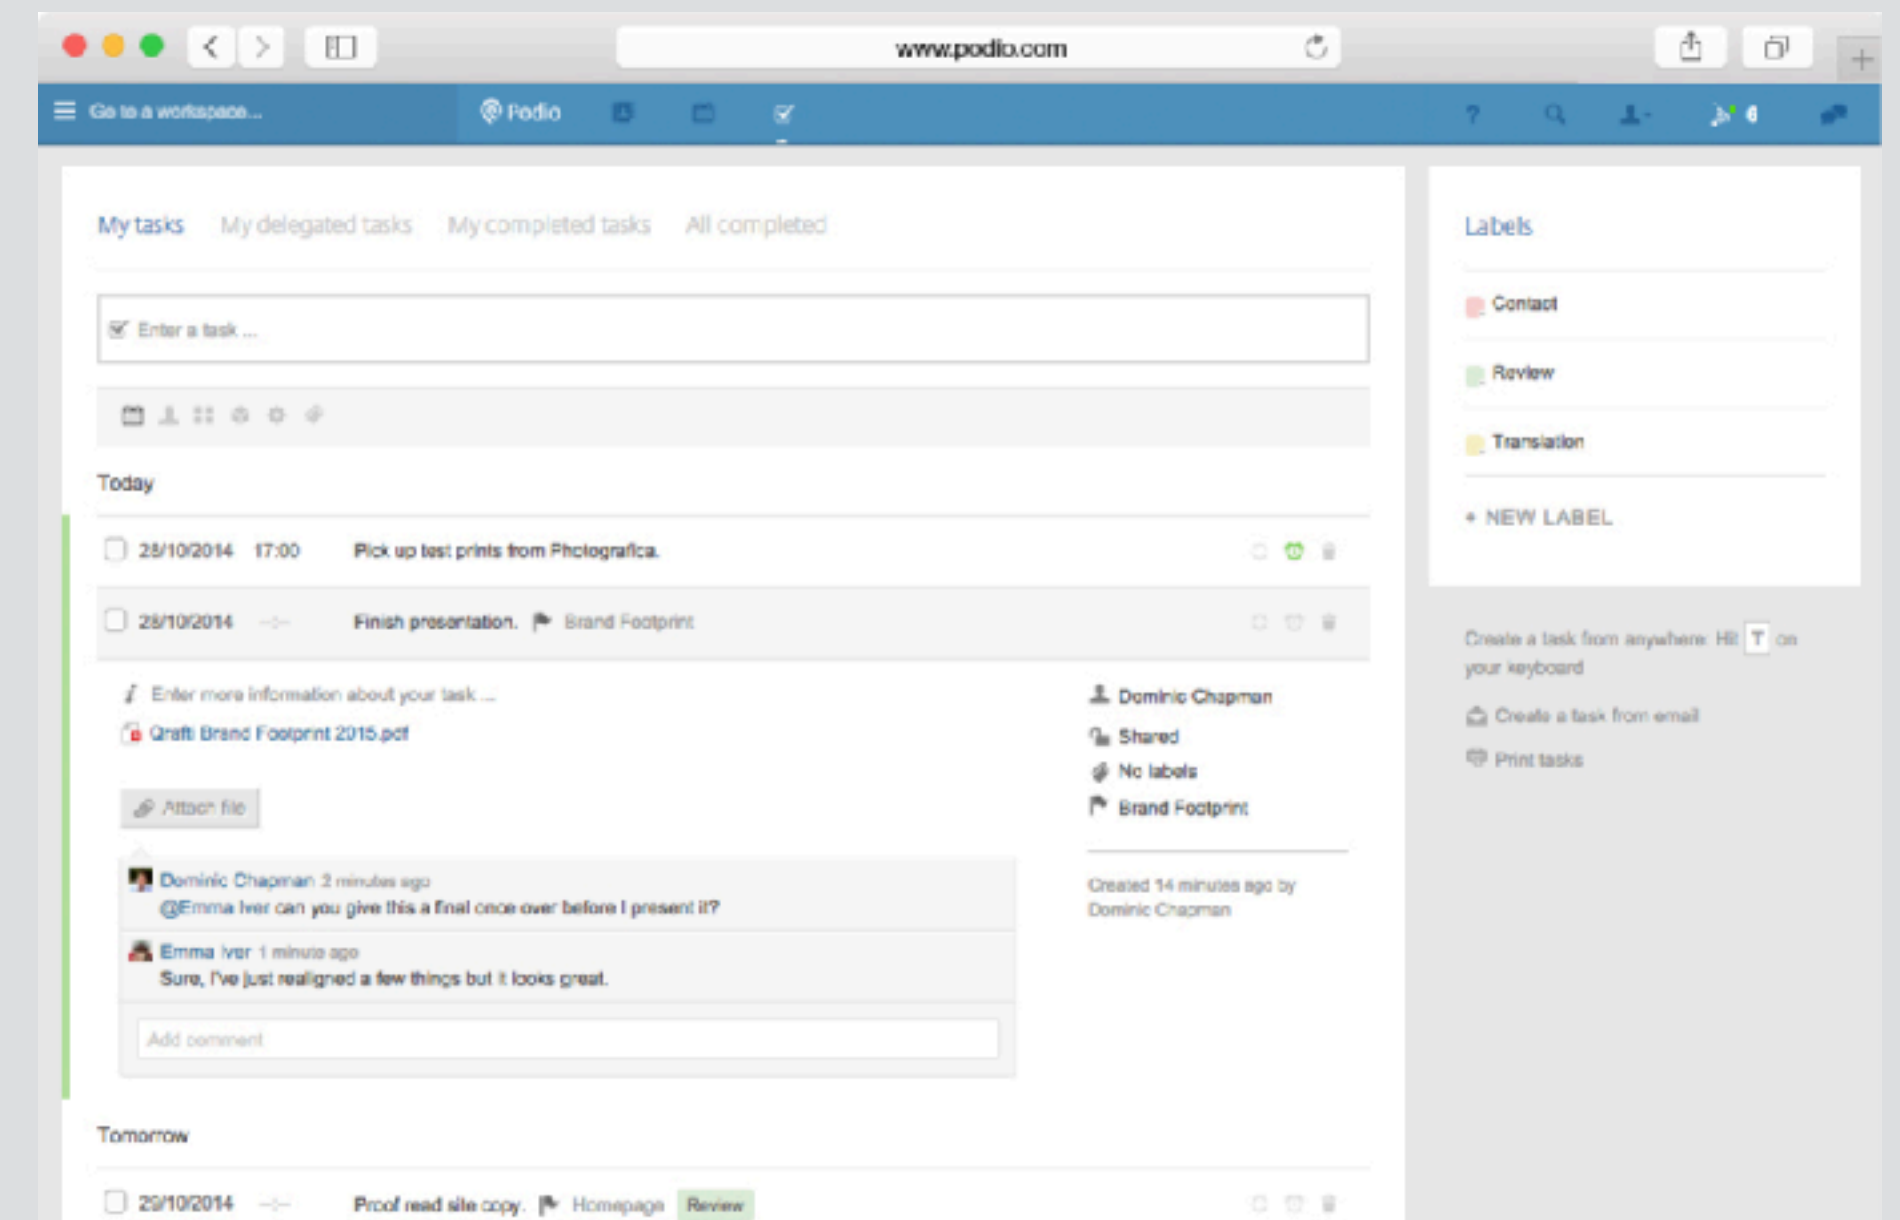 www.podio.com
Go to a workspace...
Podio
? 6
My tasks My delegated tasks My completed tasks All completed
Enter a task ...
Today
28/10/2014 17:00 Pick up test prints from Photografica.
28/10/2014 --:-- Finish presentation. Brand Footprint
Enter more information about your task ...
Qrafti Brand Footprint 2015.pdf
Attach file
Dominic Chapman 2 minutes ago
@Emma Iver can you give this a final once over before I present it?
Emma Iver 1 minute ago
Sure, I've just realigned a few things but it looks great.
Add comment
Dominic Chapman
Shared
No labels
Brand Footprint
Created 14 minutes ago by
Dominic Chapman
Tomorrow
29/10/2014 --:-- Proof read site copy. Homepage Review
Labels
Contact
Review
Translation
+ NEW LABEL
Create a task from anywhere: Hit T on
your keyboard
Create a task from email
Print tasks